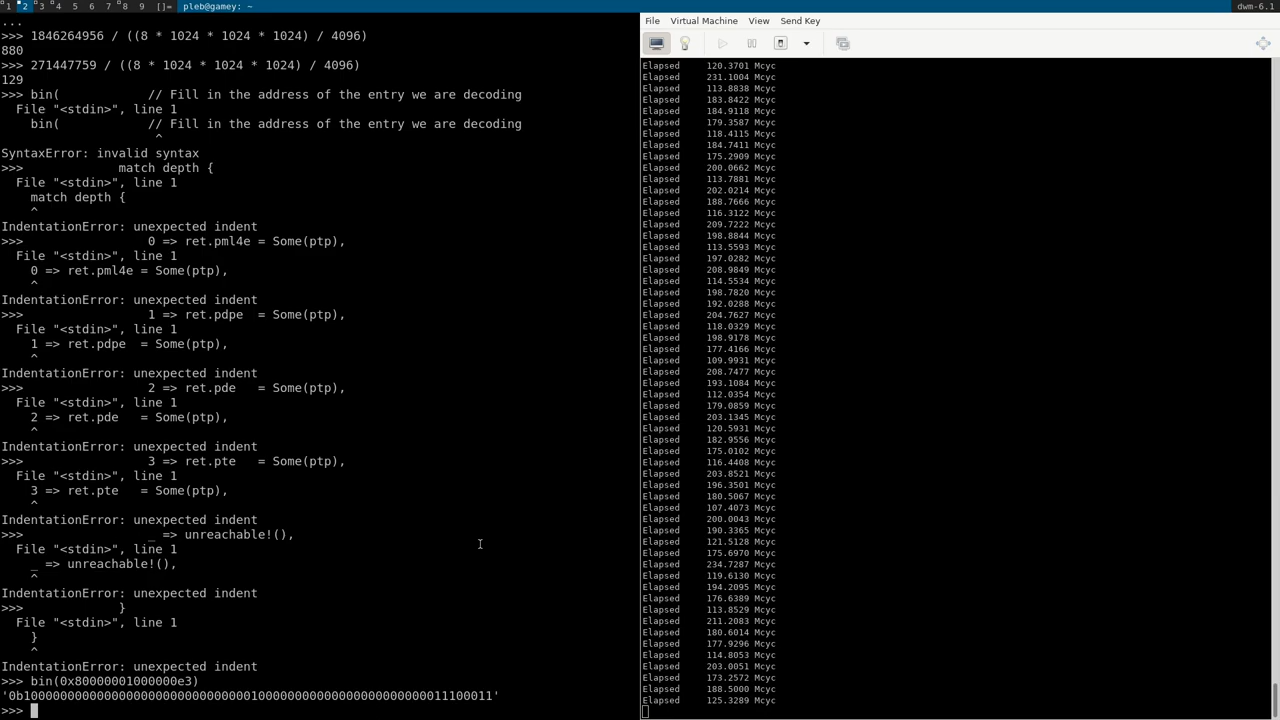 1 2 3 4 5 6 7 8 9 []= pleb@gamey: ~ dwm-6.1
...
>>> 1846264936 / ((8 * 1024 * 1024 * 1024) / 4096)
880
>>> 271447759 / ((8 * 1024 * 1024 * 1024) / 4096)
129
>>> bin(            // Fill in the address of the entry we are decoding
  File "<stdin>", line 1
    bin(            // Fill in the address of the entry we are decoding
                     ^
SyntaxError: invalid syntax
>>>             match depth {
  File "<stdin>", line 1
    match depth {
    ^
IndentationError: unexpected indent
>>>                 0 => ret.pml4e = Some(ptp),
  File "<stdin>", line 1
    0 => ret.pml4e = Some(ptp),
    ^
IndentationError: unexpected indent
>>>                 1 => ret.pdpe  = Some(ptp),
  File "<stdin>", line 1
    1 => ret.pdpe  = Some(ptp),
    ^
IndentationError: unexpected indent
>>>                 2 => ret.pde   = Some(ptp),
  File "<stdin>", line 1
    2 => ret.pde   = Some(ptp),
    ^
IndentationError: unexpected indent
>>>                 3 => ret.pte   = Some(ptp),
  File "<stdin>", line 1
    3 => ret.pte   = Some(ptp),
    ^
IndentationError: unexpected indent
>>>                 _ => unreachable!(),
  File "<stdin>", line 1
    _ => unreachable!(),
    ^
IndentationError: unexpected indent
>>>             }
  File "<stdin>", line 1
    }
    ^
IndentationError: unexpected indent
>>> bin(0x80000001000000e3)
'0b1000000000000000000000000000000100000000000000000000000011100011'
>>>
File Virtual Machine View Send Key
Elapsed 120.3701 Mcyc
Elapsed 231.1004 Mcyc
Elapsed 113.8838 Mcyc
Elapsed 183.8422 Mcyc
Elapsed 184.9118 Mcyc
Elapsed 179.3587 Mcyc
Elapsed 118.4115 Mcyc
Elapsed 184.7411 Mcyc
Elapsed 175.2909 Mcyc
Elapsed 200.0662 Mcyc
Elapsed 113.7881 Mcyc
Elapsed 202.0214 Mcyc
Elapsed 188.7666 Mcyc
Elapsed 116.3122 Mcyc
Elapsed 209.7222 Mcyc
Elapsed 198.8844 Mcyc
Elapsed 113.5593 Mcyc
Elapsed 197.0282 Mcyc
Elapsed 208.9849 Mcyc
Elapsed 114.5534 Mcyc
Elapsed 198.7820 Mcyc
Elapsed 192.0288 Mcyc
Elapsed 204.7627 Mcyc
Elapsed 118.0329 Mcyc
Elapsed 198.9178 Mcyc
Elapsed 177.4166 Mcyc
Elapsed 109.9931 Mcyc
Elapsed 208.7477 Mcyc
Elapsed 193.1084 Mcyc
Elapsed 112.0354 Mcyc
Elapsed 179.0859 Mcyc
Elapsed 203.1345 Mcyc
Elapsed 120.5931 Mcyc
Elapsed 182.9556 Mcyc
Elapsed 175.0102 Mcyc
Elapsed 116.4408 Mcyc
Elapsed 203.8521 Mcyc
Elapsed 196.3501 Mcyc
Elapsed 180.5067 Mcyc
Elapsed 107.4073 Mcyc
Elapsed 200.0043 Mcyc
Elapsed 190.3365 Mcyc
Elapsed 121.5128 Mcyc
Elapsed 175.6970 Mcyc
Elapsed 234.7287 Mcyc
Elapsed 119.6130 Mcyc
Elapsed 194.2095 Mcyc
Elapsed 176.6389 Mcyc
Elapsed 113.8529 Mcyc
Elapsed 211.2083 Mcyc
Elapsed 180.6014 Mcyc
Elapsed 177.9296 Mcyc
Elapsed 114.8053 Mcyc
Elapsed 203.0051 Mcyc
Elapsed 173.2572 Mcyc
Elapsed 188.5000 Mcyc
Elapsed 125.3289 Mcyc